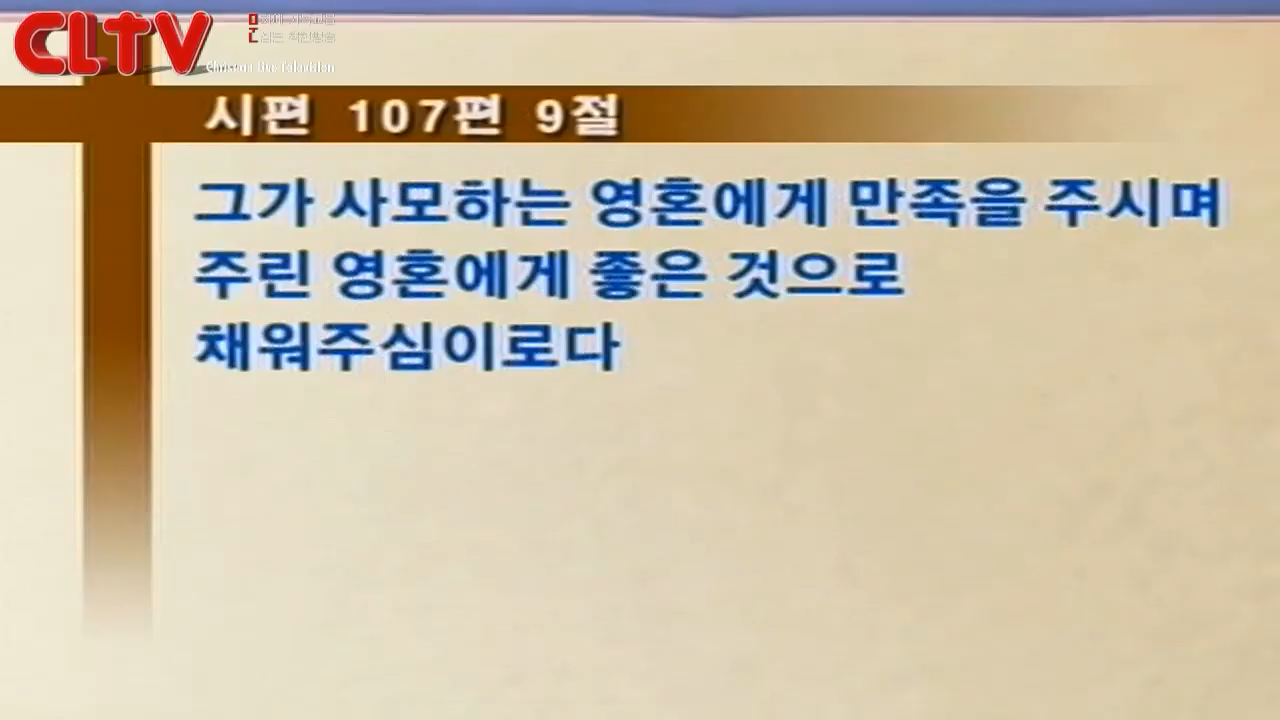 CLTV
시편 107편 9절
그가 사모하는 영혼에게 만족을 주시며
주린 영혼에게 좋은 것으로
채워주심이로다